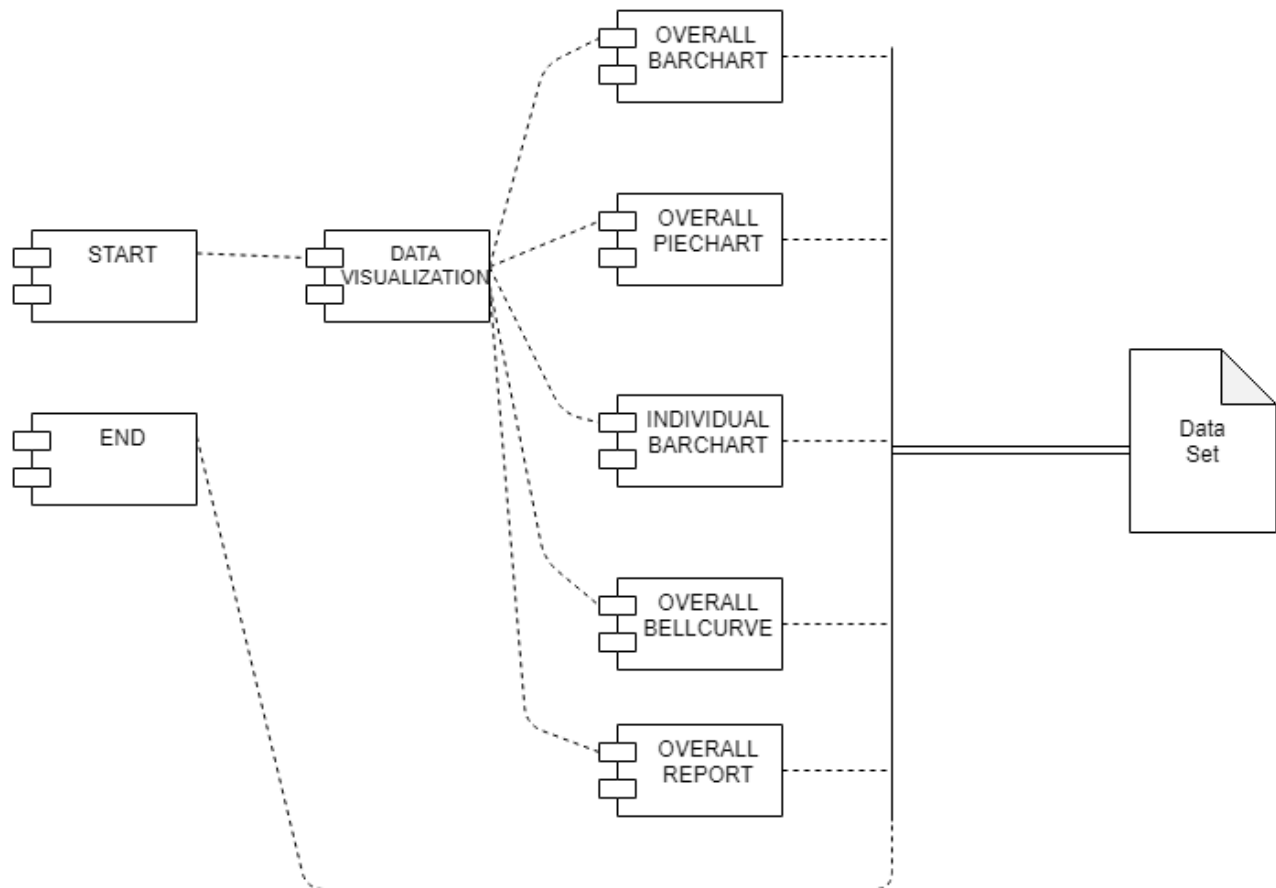 OVERALL
BARCHART
OVERALL
PIECHART
START
DATA
VISUALIZATION
END
INDIVIDUAL
BARCHART
Data
Set
OVERALL
BELLCURVE
OVERALL
REPORT